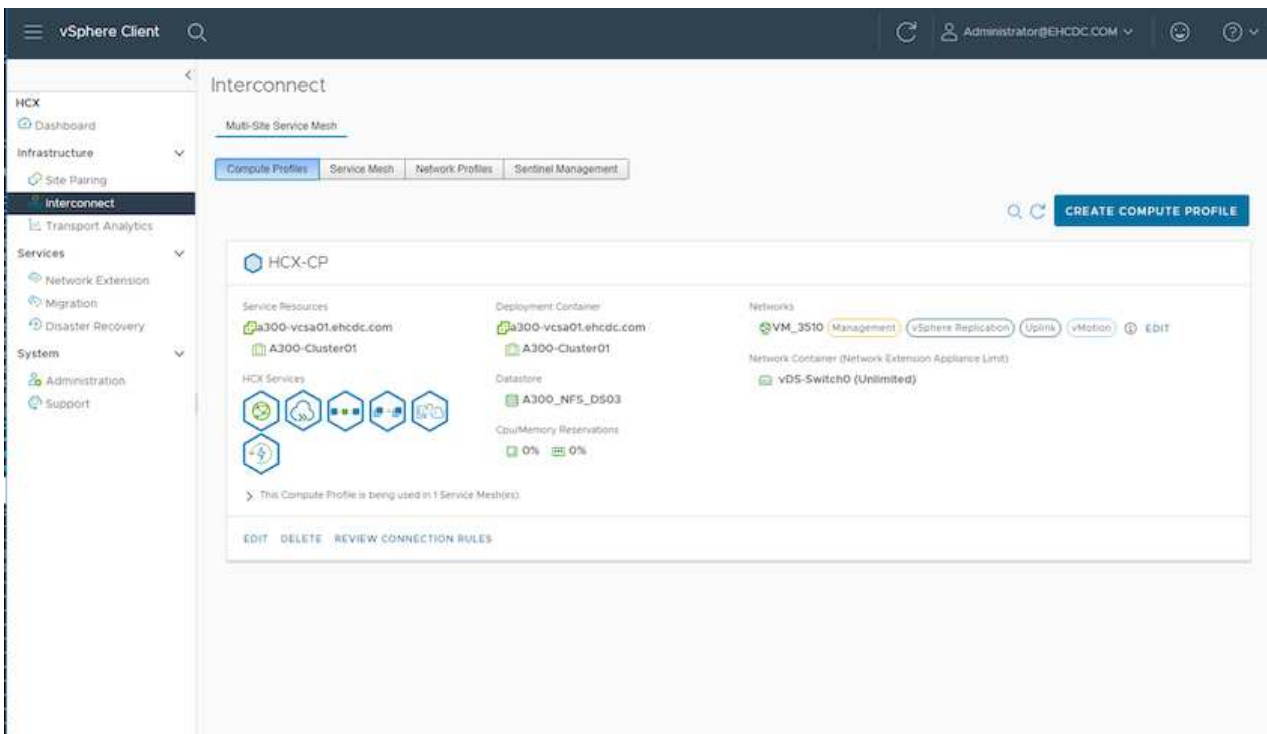 vSphere Client
Administrator@EHCDC.COM
HCX
Dashboard
Infrastructure
Site Pairing
Interconnect
Transport Analytics
Services
Network Extension
Migration
Disaster Recovery
System
Administration
Support
Interconnect
Multi-Site Service Mesh
Compute Profiles
Service Mesh
Network Profiles
Sentinel Management
CREATE COMPUTE PROFILE
HCX-CP
Service Resources
a300-vcsa01.ehcdc.com
A300-Cluster01
HCX Services
Deployment Container
a300-vcsa01.ehcdc.com
A300-Cluster01
Datastore
A300_NFS_DS03
Cpu/Memory Reservations
0% 0%
Networks
VM_3510 Management vSphere Replication Uplink vMotion EDIT
Network Container (Network Extension Appliance Limit)
vDS-Switch0 (Unlimited)
This Compute Profile is being used in 1 Service Mesh(es).
EDIT DELETE REVIEW CONNECTION RULES